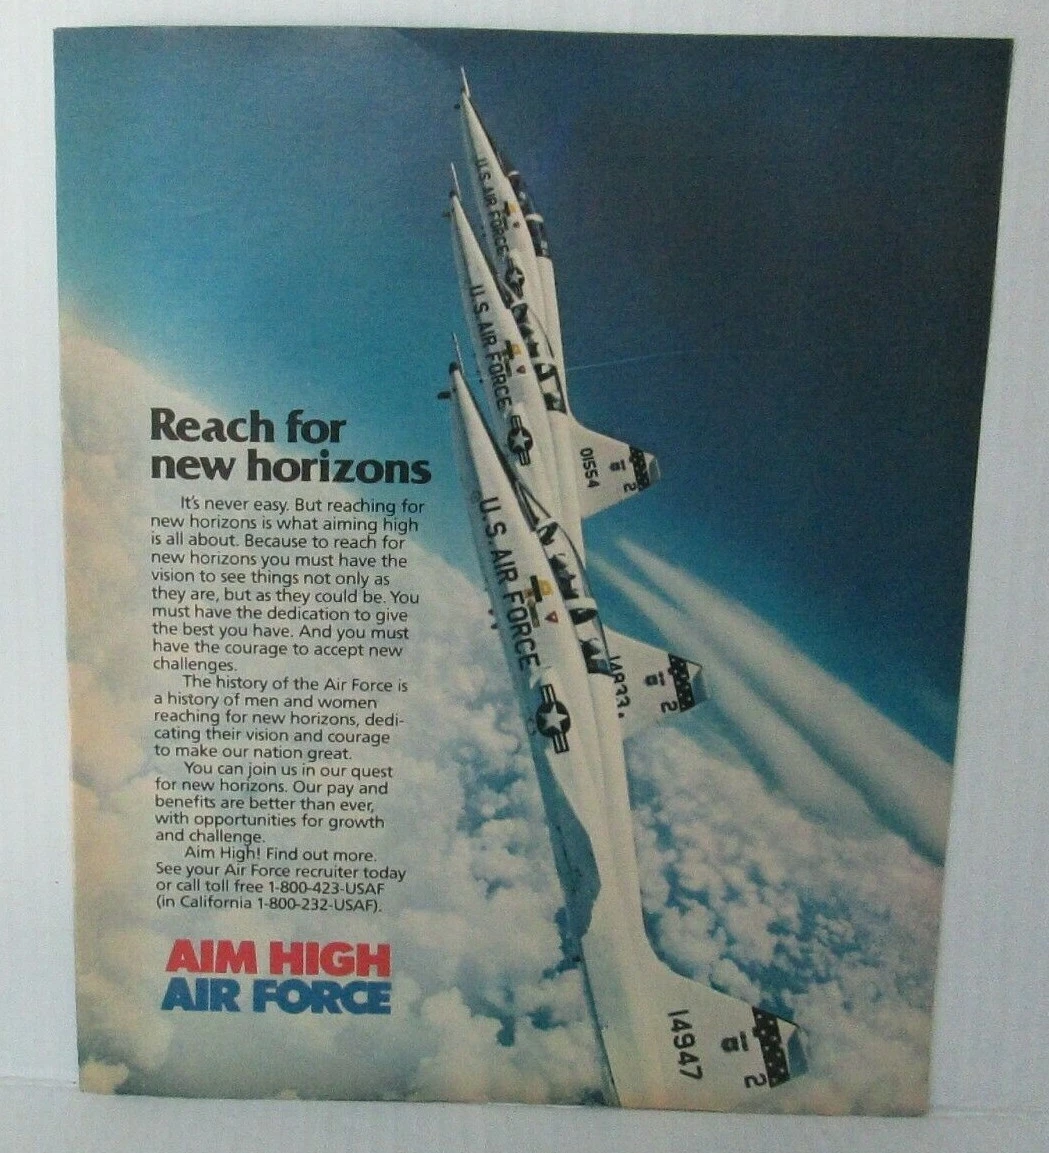 U.S. AIR FORCE
U.S. AIR FORCE
01554
2
Reach for
new horizons
It's never easy. But reaching for
new horizons is what aiming high
is all about. Because to reach for
new horizons you must have the
vision to see things not only as
they are, but as they could be. You
must have the dedication to give
the best you have. And you must
have the courage to accept new
challenges.
The history of the Air Force is
a history of men and women
reaching for new horizons, dedi-
cating their vision and courage
to make our nation great.
You can join us in our quest
for new horizons. Our pay and
benefits are better than ever,
with opportunities for growth
and challenge.
Aim High! Find out more.
See your Air Force recruiter today
or call toll free 1-800-423-USAF
(in California 1-800-232-USAF).
AIM HIGH
AIR FORCE
U.S. AIR FORCE
2
14947
2